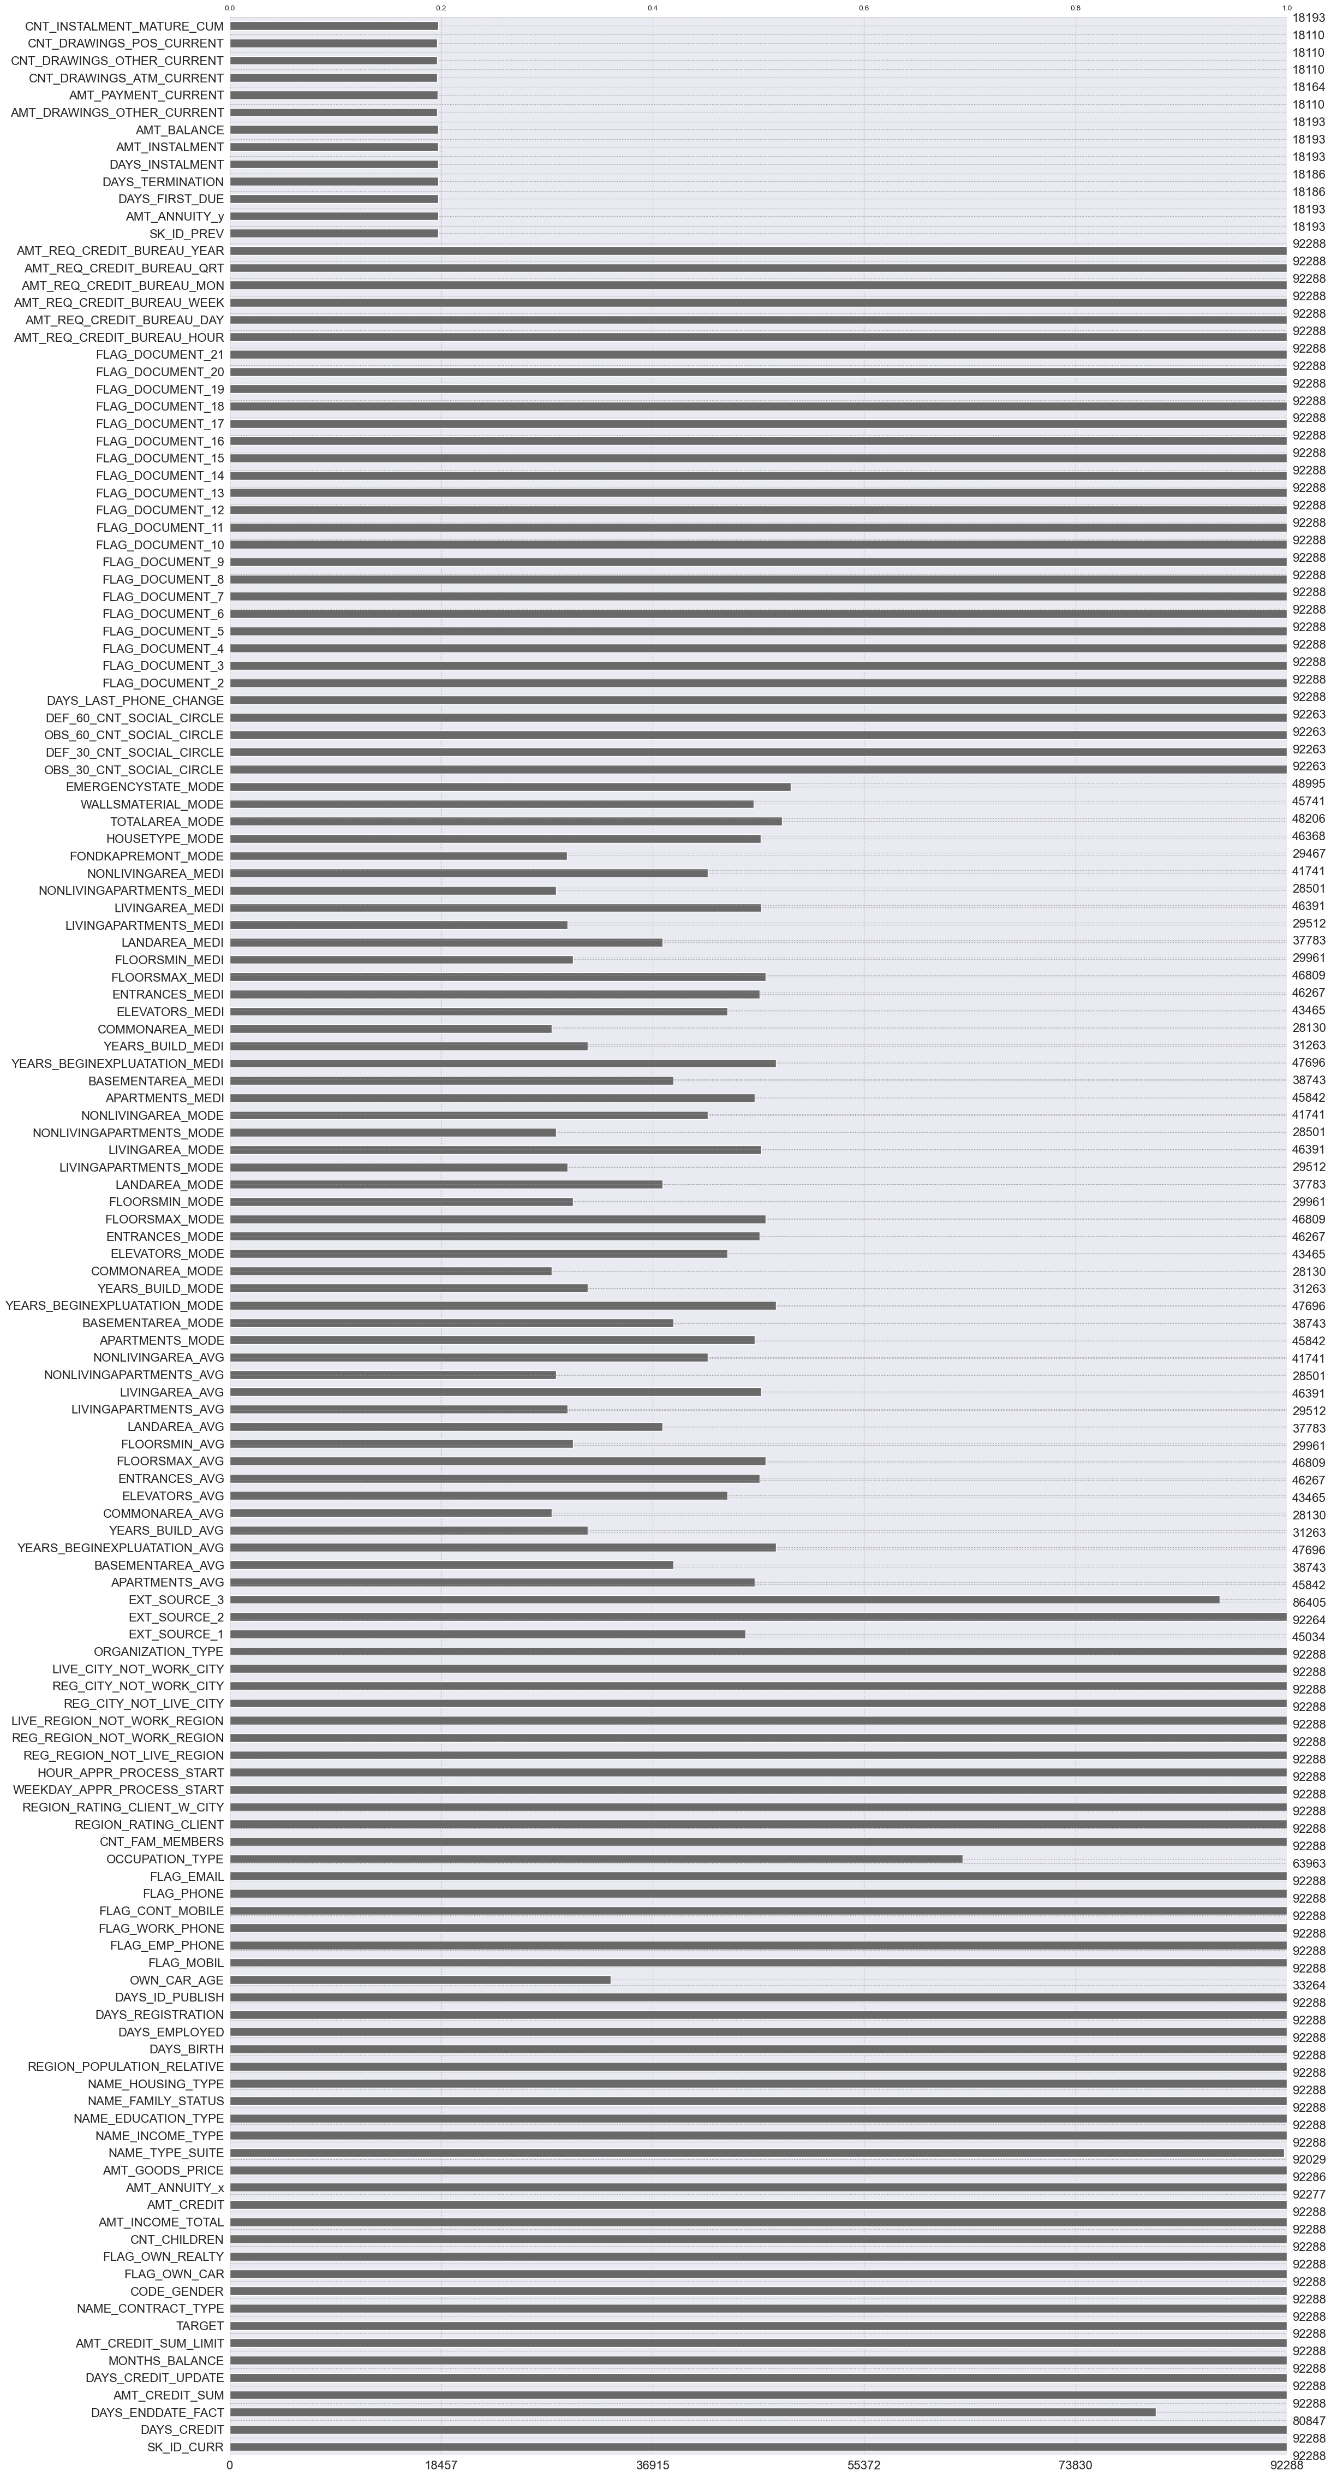 0.0 0.2 0.4 0.6 0.8 1.0
CNT_INSTALMENT_MATURE_CUM 18193
CNT_DRAWINGS_POS_CURRENT 18110
CNT_DRAWINGS_OTHER_CURRENT 18110
CNT_DRAWINGS_ATM_CURRENT 18110
AMT_PAYMENT_CURRENT 18164
AMT_DRAWINGS_OTHER_CURRENT 18110
AMT_BALANCE 18193
AMT_INSTALMENT 18193
DAYS_INSTALMENT 18193
DAYS_TERMINATION 18186
DAYS_FIRST_DUE 18186
AMT_ANNUITY_y 18193
SK_ID_PREV 18193
AMT_REQ_CREDIT_BUREAU_YEAR 92288
AMT_REQ_CREDIT_BUREAU_QRT 92288
AMT_REQ_CREDIT_BUREAU_MON 92288
AMT_REQ_CREDIT_BUREAU_WEEK 92288
AMT_REQ_CREDIT_BUREAU_DAY 92288
AMT_REQ_CREDIT_BUREAU_HOUR 92288
FLAG_DOCUMENT_21 92288
FLAG_DOCUMENT_20 92288
FLAG_DOCUMENT_19 92288
FLAG_DOCUMENT_18 92288
FLAG_DOCUMENT_17 92288
FLAG_DOCUMENT_16 92288
FLAG_DOCUMENT_15 92288
FLAG_DOCUMENT_14 92288
FLAG_DOCUMENT_13 92288
FLAG_DOCUMENT_12 92288
FLAG_DOCUMENT_11 92288
FLAG_DOCUMENT_10 92288
FLAG_DOCUMENT_9 92288
FLAG_DOCUMENT_8 92288
FLAG_DOCUMENT_7 92288
FLAG_DOCUMENT_6 92288
FLAG_DOCUMENT_5 92288
FLAG_DOCUMENT_4 92288
FLAG_DOCUMENT_3 92288
FLAG_DOCUMENT_2 92288
DAYS_LAST_PHONE_CHANGE 92288
DEF_60_CNT_SOCIAL_CIRCLE 92263
OBS_60_CNT_SOCIAL_CIRCLE 92263
DEF_30_CNT_SOCIAL_CIRCLE 92263
OBS_30_CNT_SOCIAL_CIRCLE 92263
EMERGENCYSTATE_MODE 48995
WALLSMATERIAL_MODE 45741
TOTALAREA_MODE 48206
HOUSETYPE_MODE 46368
FONDKAPREMONT_MODE 29467
NONLIVINGAREA_MEDI 41741
NONLIVINGAPARTMENTS_MEDI 28501
LIVINGAREA_MEDI 46391
LIVINGAPARTMENTS_MEDI 29512
LANDAREA_MEDI 37783
FLOORSMIN_MEDI 29961
FLOORSMAX_MEDI 46809
ENTRANCES_MEDI 46267
ELEVATORS_MEDI 43465
COMMONAREA_MEDI 28130
YEARS_BUILD_MEDI 31263
YEARS_BEGINEXPLUATATION_MEDI 47696
BASEMENTAREA_MEDI 38743
APARTMENTS_MEDI 45842
NONLIVINGAREA_MODE 41741
NONLIVINGAPARTMENTS_MODE 28501
LIVINGAREA_MODE 46391
LIVINGAPARTMENTS_MODE 29512
LANDAREA_MODE 37783
FLOORSMIN_MODE 29961
FLOORSMAX_MODE 46809
ENTRANCES_MODE 46267
ELEVATORS_MODE 43465
COMMONAREA_MODE 28130
YEARS_BUILD_MODE 31263
YEARS_BEGINEXPLUATATION_MODE 47696
BASEMENTAREA_MODE 38743
APARTMENTS_MODE 45842
NONLIVINGAREA_AVG 41741
NONLIVINGAPARTMENTS_AVG 28501
LIVINGAREA_AVG 46391
LIVINGAPARTMENTS_AVG 29512
LANDAREA_AVG 37783
FLOORSMIN_AVG 29961
FLOORSMAX_AVG 46809
ENTRANCES_AVG 46267
ELEVATORS_AVG 43465
COMMONAREA_AVG 28130
YEARS_BUILD_AVG 31263
YEARS_BEGINEXPLUATATION_AVG 47696
BASEMENTAREA_AVG 38743
APARTMENTS_AVG 45842
EXT_SOURCE_3 86405
EXT_SOURCE_2 92264
EXT_SOURCE_1 45034
ORGANIZATION_TYPE 92288
LIVE_CITY_NOT_WORK_CITY 92288
REG_CITY_NOT_WORK_CITY 92288
REG_CITY_NOT_LIVE_CITY 92288
LIVE_REGION_NOT_WORK_REGION 92288
REG_REGION_NOT_WORK_REGION 92288
REG_REGION_NOT_LIVE_REGION 92288
HOUR_APPR_PROCESS_START 92288
WEEKDAY_APPR_PROCESS_START 92288
REGION_RATING_CLIENT_W_CITY 92288
REGION_RATING_CLIENT 92288
CNT_FAM_MEMBERS 92288
OCCUPATION_TYPE 63963
FLAG_EMAIL 92288
FLAG_PHONE 92288
FLAG_CONT_MOBILE 92288
FLAG_WORK_PHONE 92288
FLAG_EMP_PHONE 92288
FLAG_MOBIL 92288
OWN_CAR_AGE 33264
DAYS_ID_PUBLISH 92288
DAYS_REGISTRATION 92288
DAYS_EMPLOYED 92288
DAYS_BIRTH 92288
REGION_POPULATION_RELATIVE 92288
NAME_HOUSING_TYPE 92288
NAME_FAMILY_STATUS 92288
NAME_EDUCATION_TYPE 92288
NAME_INCOME_TYPE 92288
NAME_TYPE_SUITE 92029
AMT_GOODS_PRICE 92286
AMT_ANNUITY_x 92277
AMT_CREDIT 92288
AMT_INCOME_TOTAL 92288
CNT_CHILDREN 92288
FLAG_OWN_REALTY 92288
FLAG_OWN_CAR 92288
CODE_GENDER 92288
NAME_CONTRACT_TYPE 92288
TARGET 92288
AMT_CREDIT_SUM_LIMIT 92288
MONTHS_BALANCE 92288
DAYS_CREDIT_UPDATE 92288
AMT_CREDIT_SUM 92288
DAYS_ENDDATE_FACT 80847
DAYS_CREDIT 92288
SK_ID_CURR 92288
0 18457 36915 55372 73830 92288